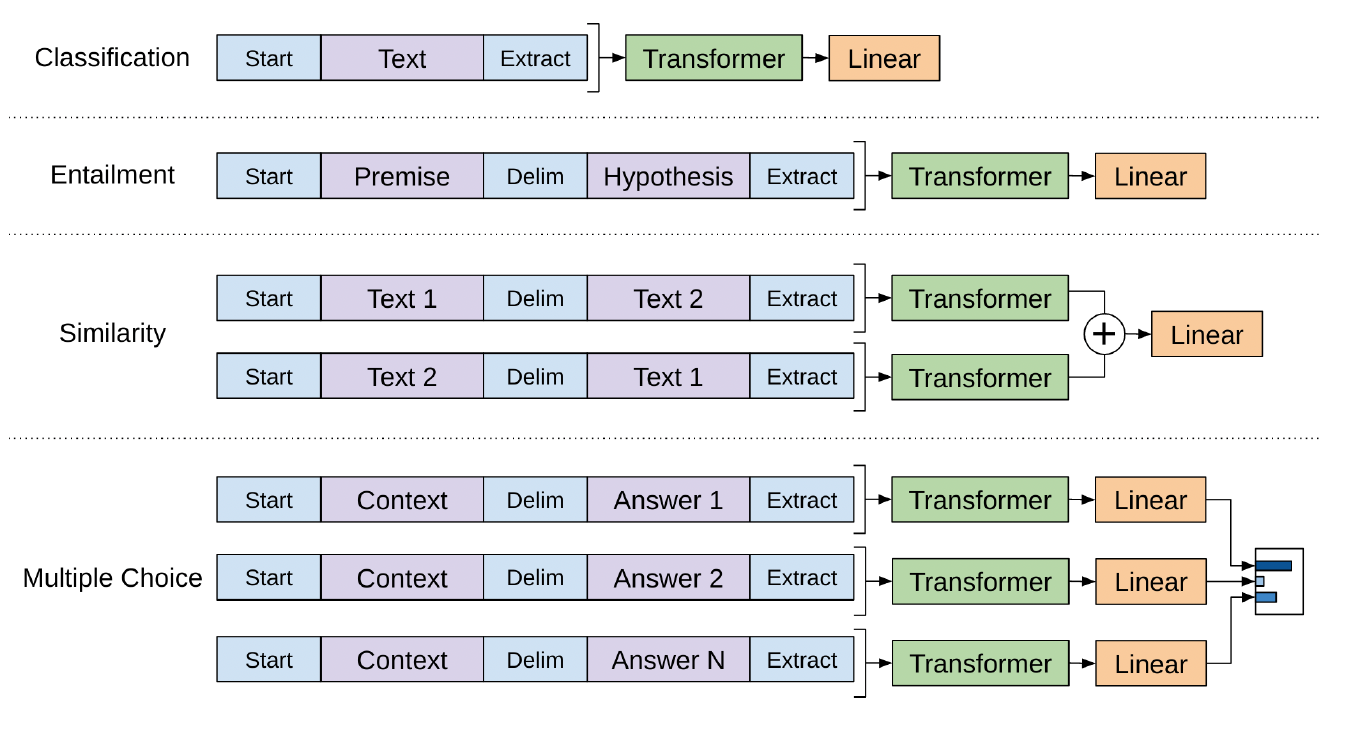 Classification Start Text Extract Transformer Linear
Entailment Start Premise Delim Hypothesis Extract Transformer Linear
Similarity
Start Text 1 Delim Text 2 Extract Transformer
+ Linear
Start Text 2 Delim Text 1 Extract Transformer
Multiple Choice
Start Context Delim Answer 1 Extract Transformer Linear
Start Context Delim Answer 2 Extract Transformer Linear
Start Context Delim Answer N Extract Transformer Linear